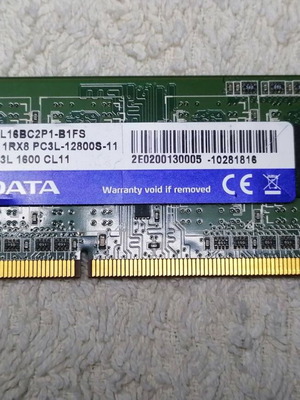 L16BC2P1-B1FS
1RX8 PC3L-12800S-11
3L 1600 CL11
2E0200130005 -10281816
DATA
Warranty void if removed
CE